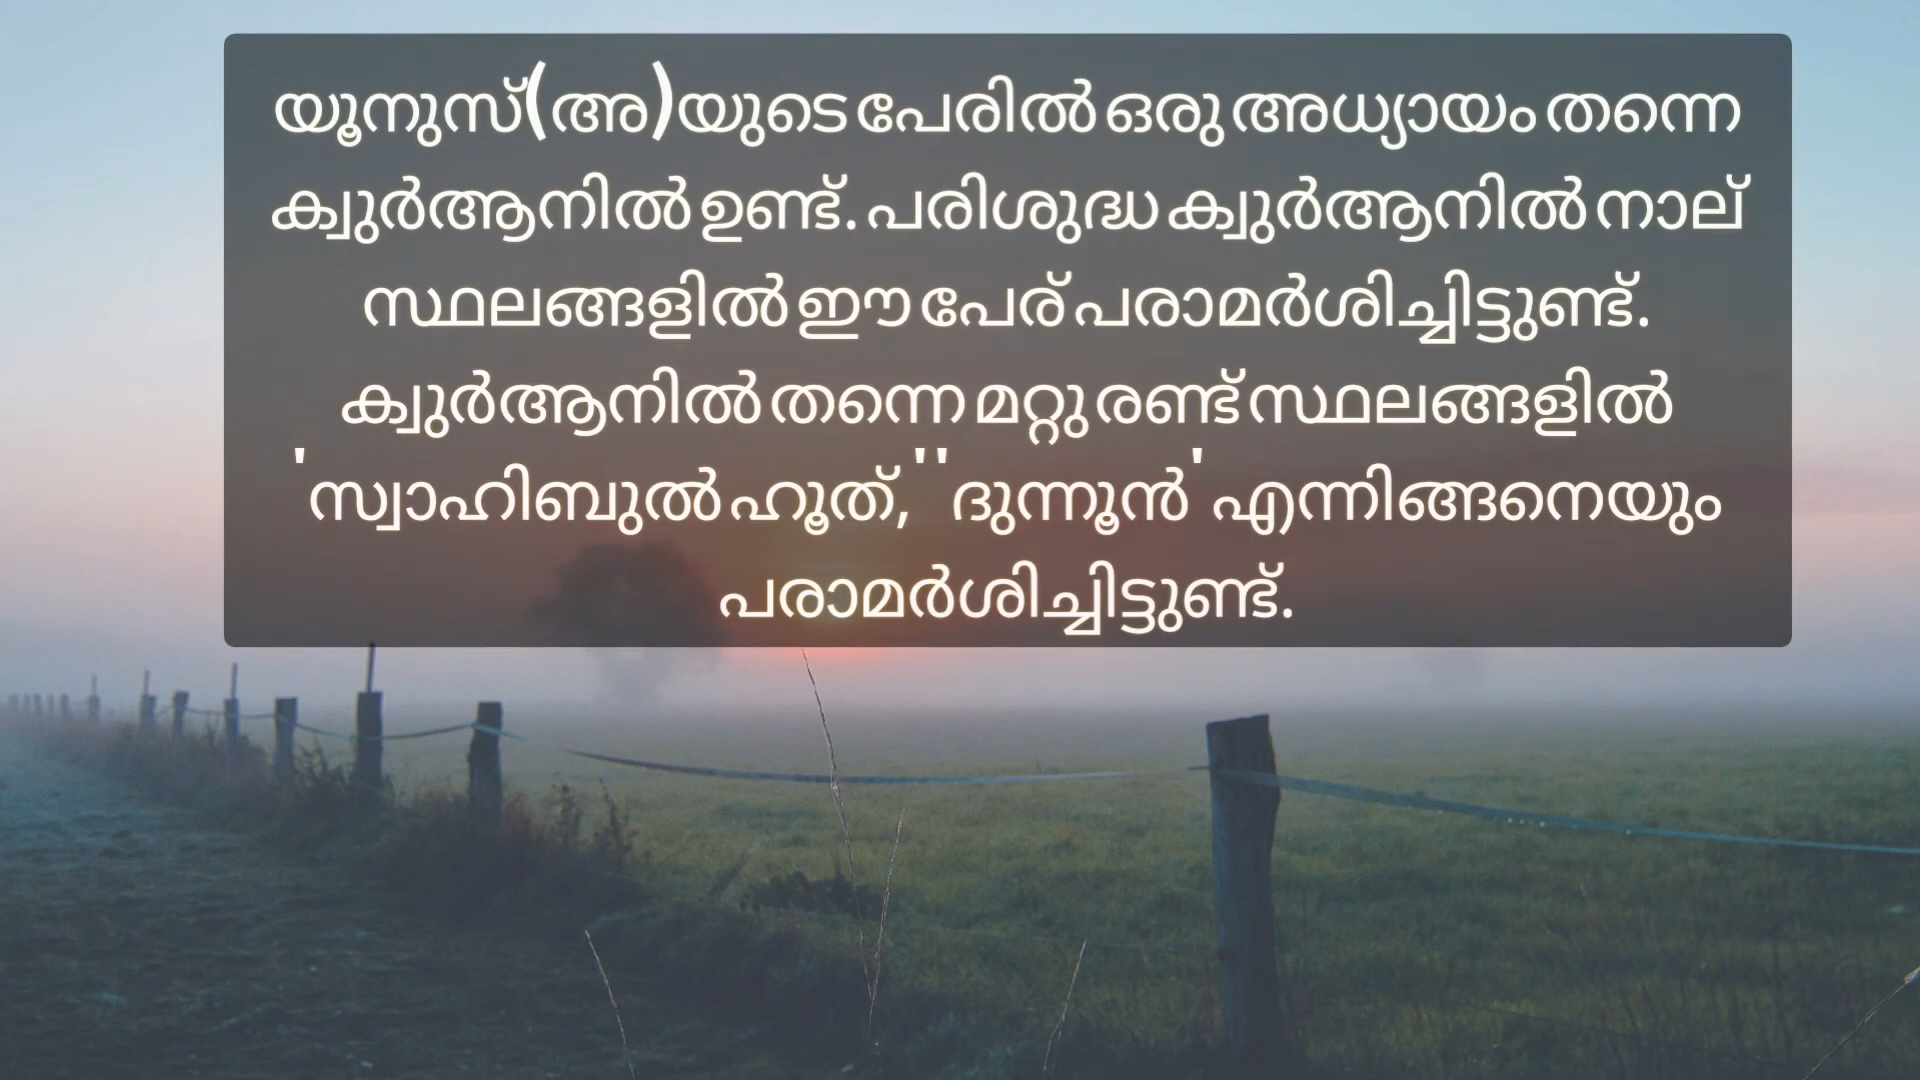 യൂനുസ്(അ)യുടെ പേരിൽ ഒരു അധ്യായം തന്നെ
ക്വുർആനിൽ ഉണ്ട്. പരിശുദ്ധ ക്വുർആനിൽ നാല്
സ്ഥലങ്ങളിൽ ഈ പേര് പരാമർശിച്ചിട്ടുണ്ട്.
ക്വുർആനിൽ തന്നെ മറ്റു രണ്ട് സ്ഥലങ്ങളിൽ
'സ്വാഹിബുൽ ഹൂത്,' 'ദുന്നൂൻ' എന്നിങ്ങനെയും
പരാമർശിച്ചിട്ടുണ്ട്.